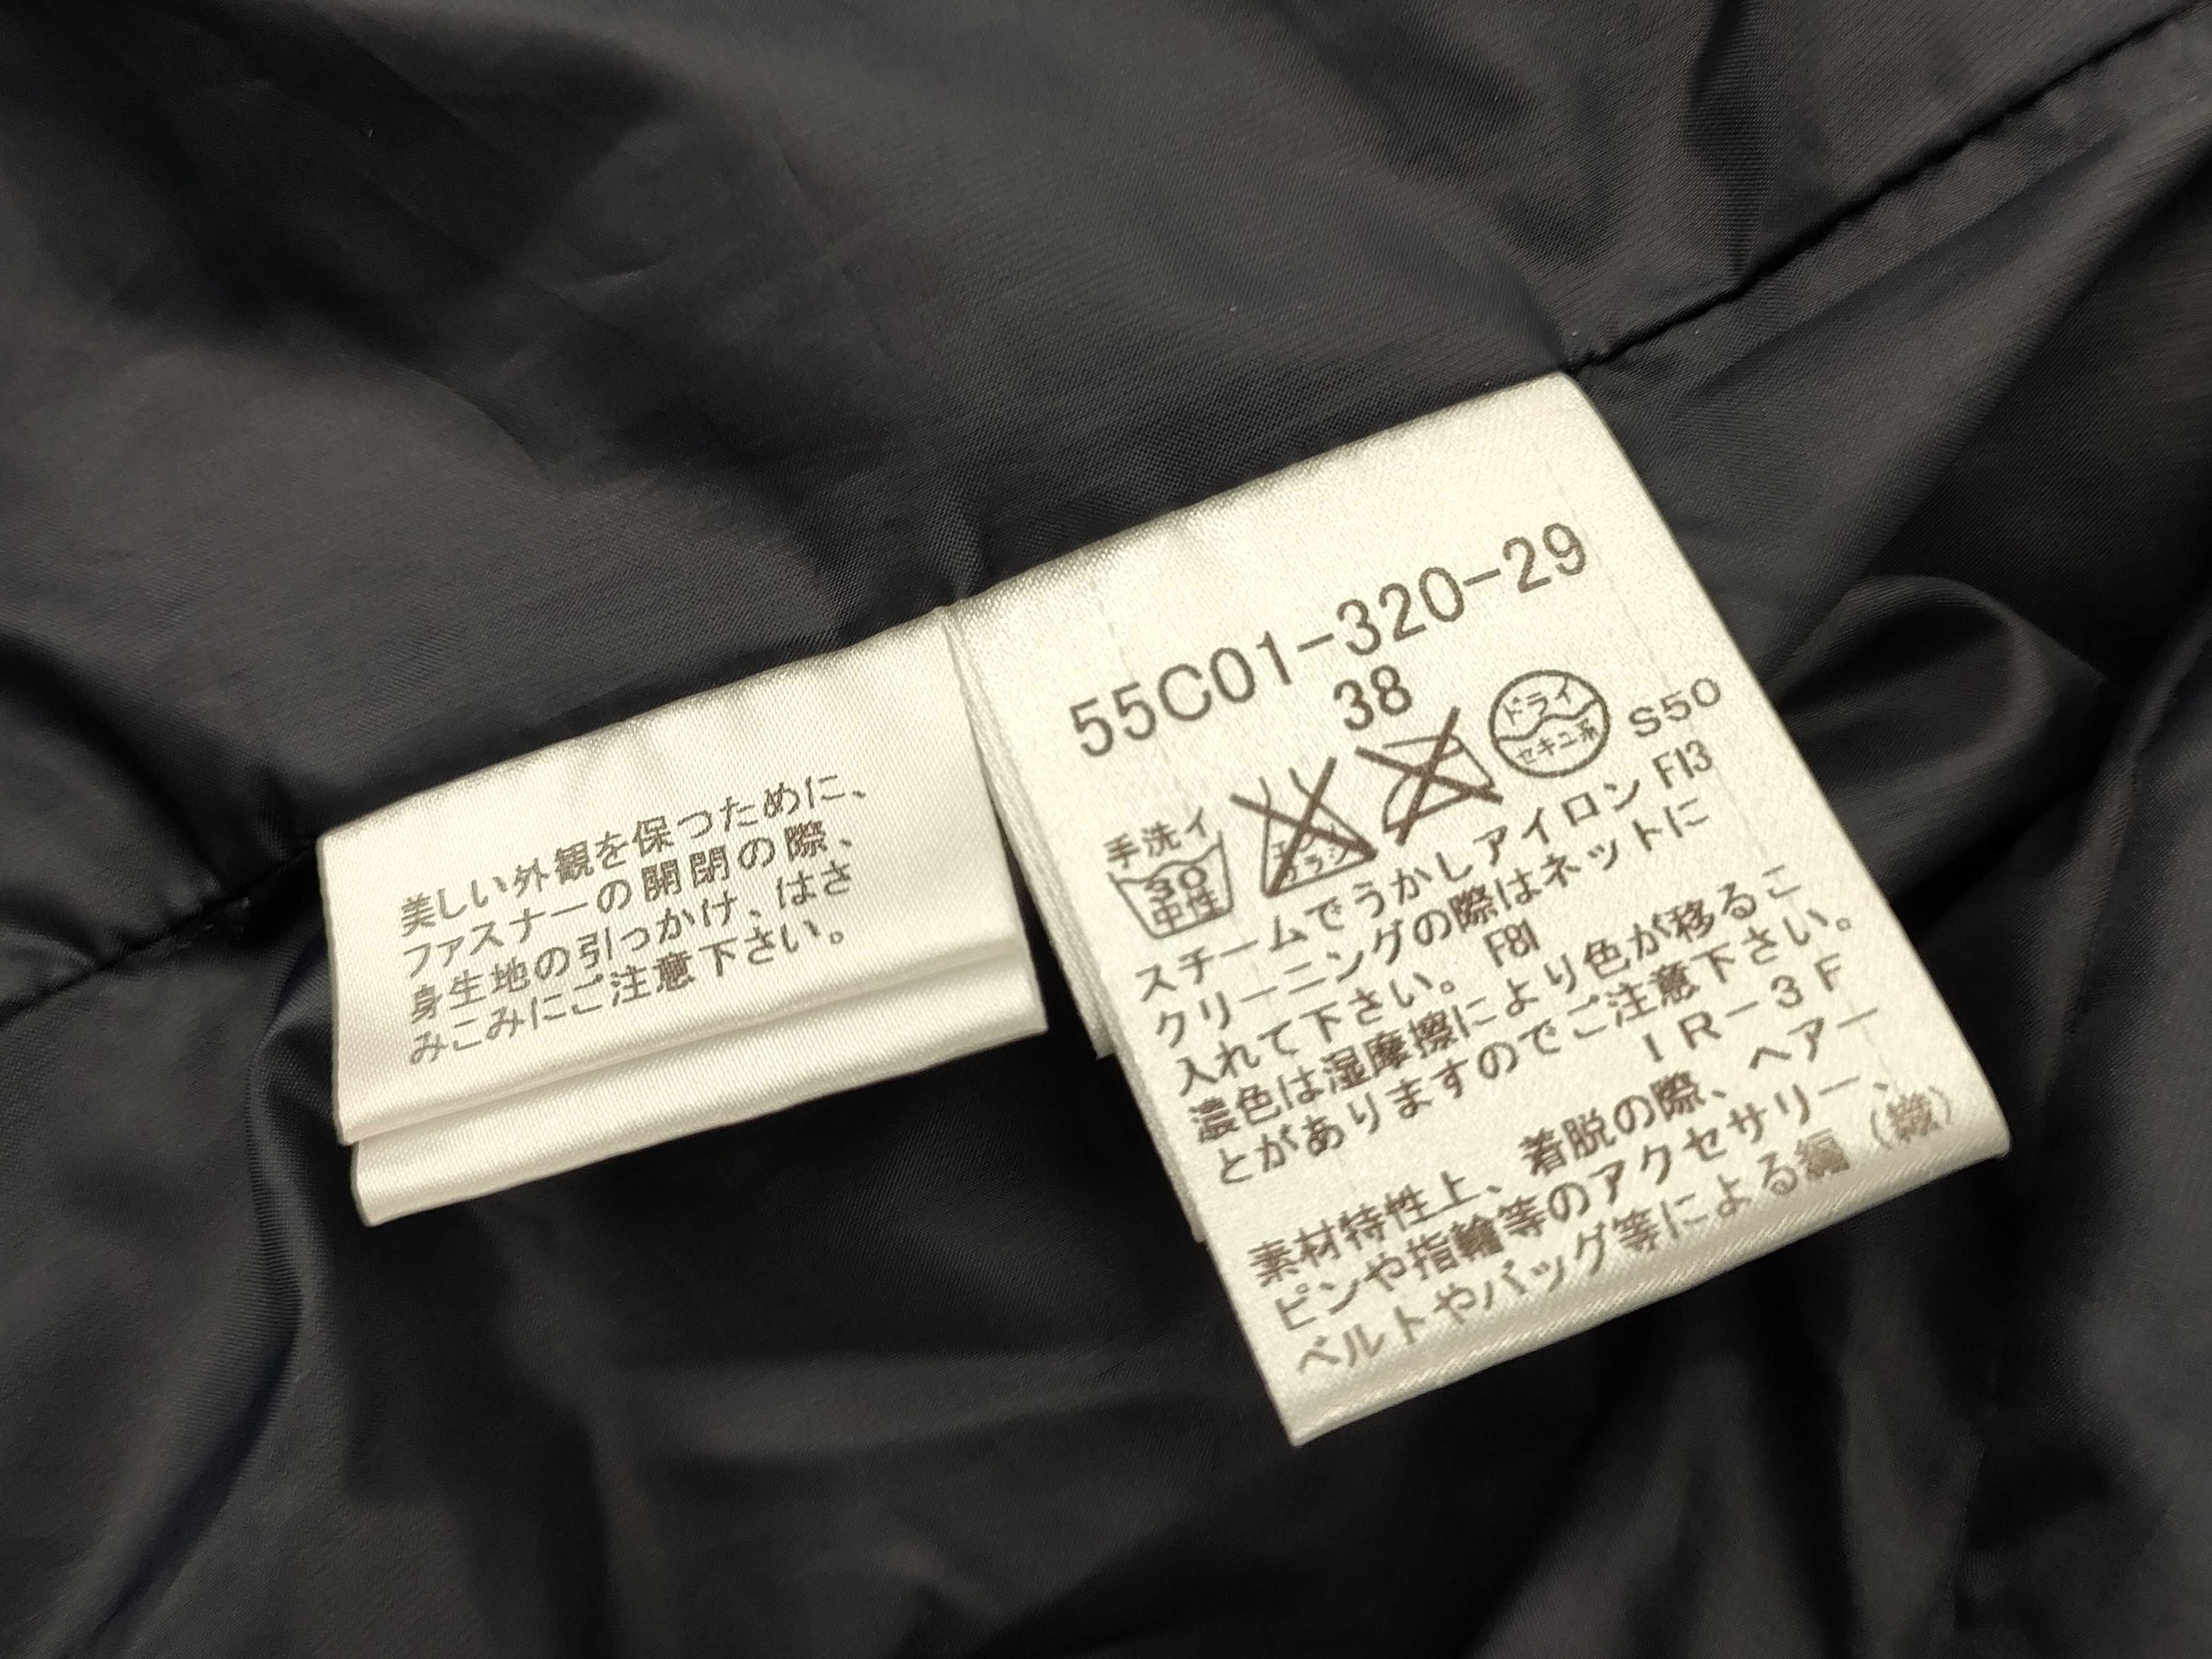 美しい外観を保つために、
ファスナーの開閉の際、
身生地の引っかけ、はさ
みこみにご注意下さい。
55C01-320-29
38
手洗イ
30
中性
エンソ
サラシ
ドライ
セキユ系
S50
スチームでうかしアイロン F13
クリーニングの際はネットに
入れて下さい。 F81
濃色は湿摩擦により色が移るこ
とがありますのでご注意下さい。
IR-3F
素材特性上、着脱の際、ヘアー
ピンや指輪等のアクセサリー、
ベルトやバッグ等による編(織)